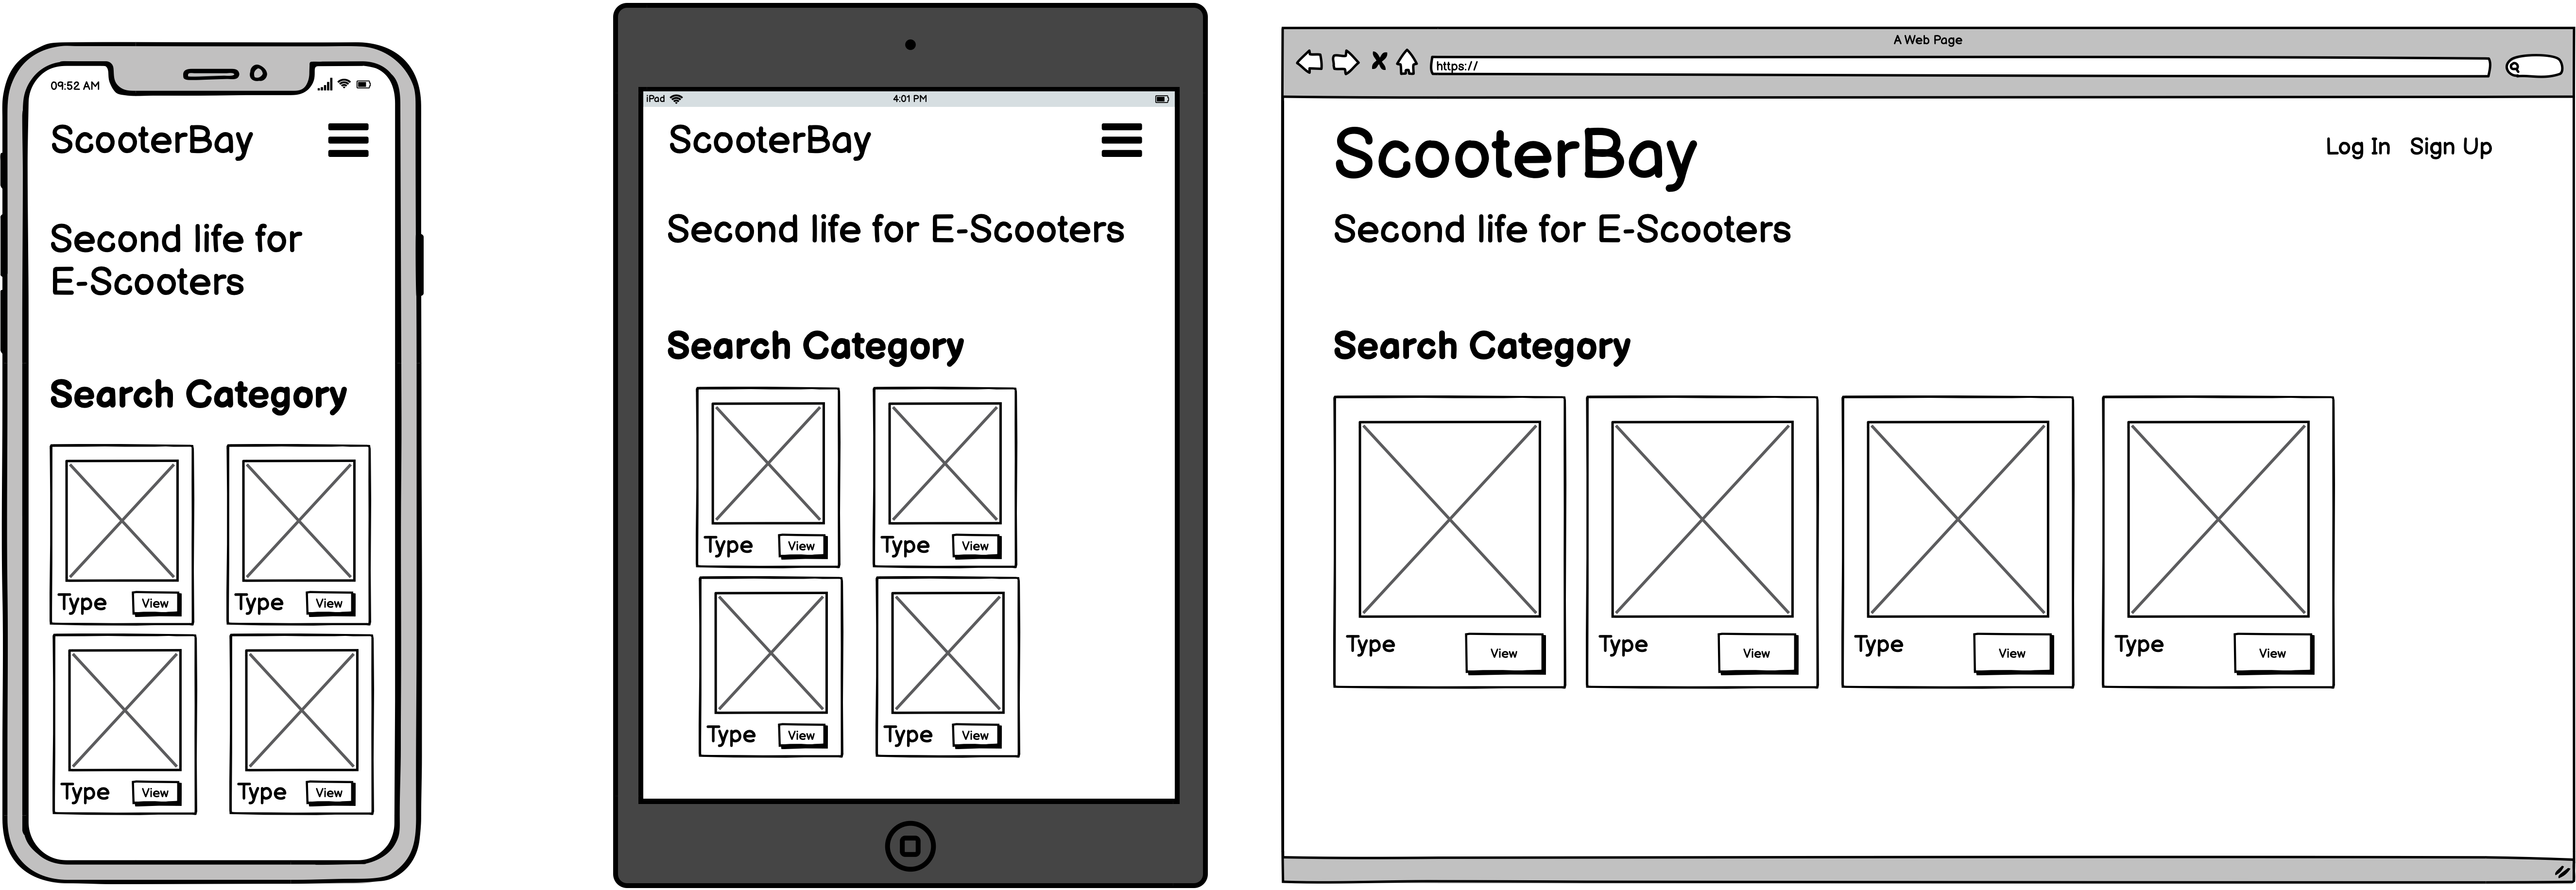 09:52 AM
ScooterBay
Second life for
E-Scooters
Search Category
Type View Type View
Type View Type View
iPad 4:01 PM
ScooterBay
Second life for E-Scooters
Search Category
Type View Type View
Type View Type View
A Web Page
https://
ScooterBay Log In Sign Up
Second life for E-Scooters
Search Category
Type View Type View Type View Type View